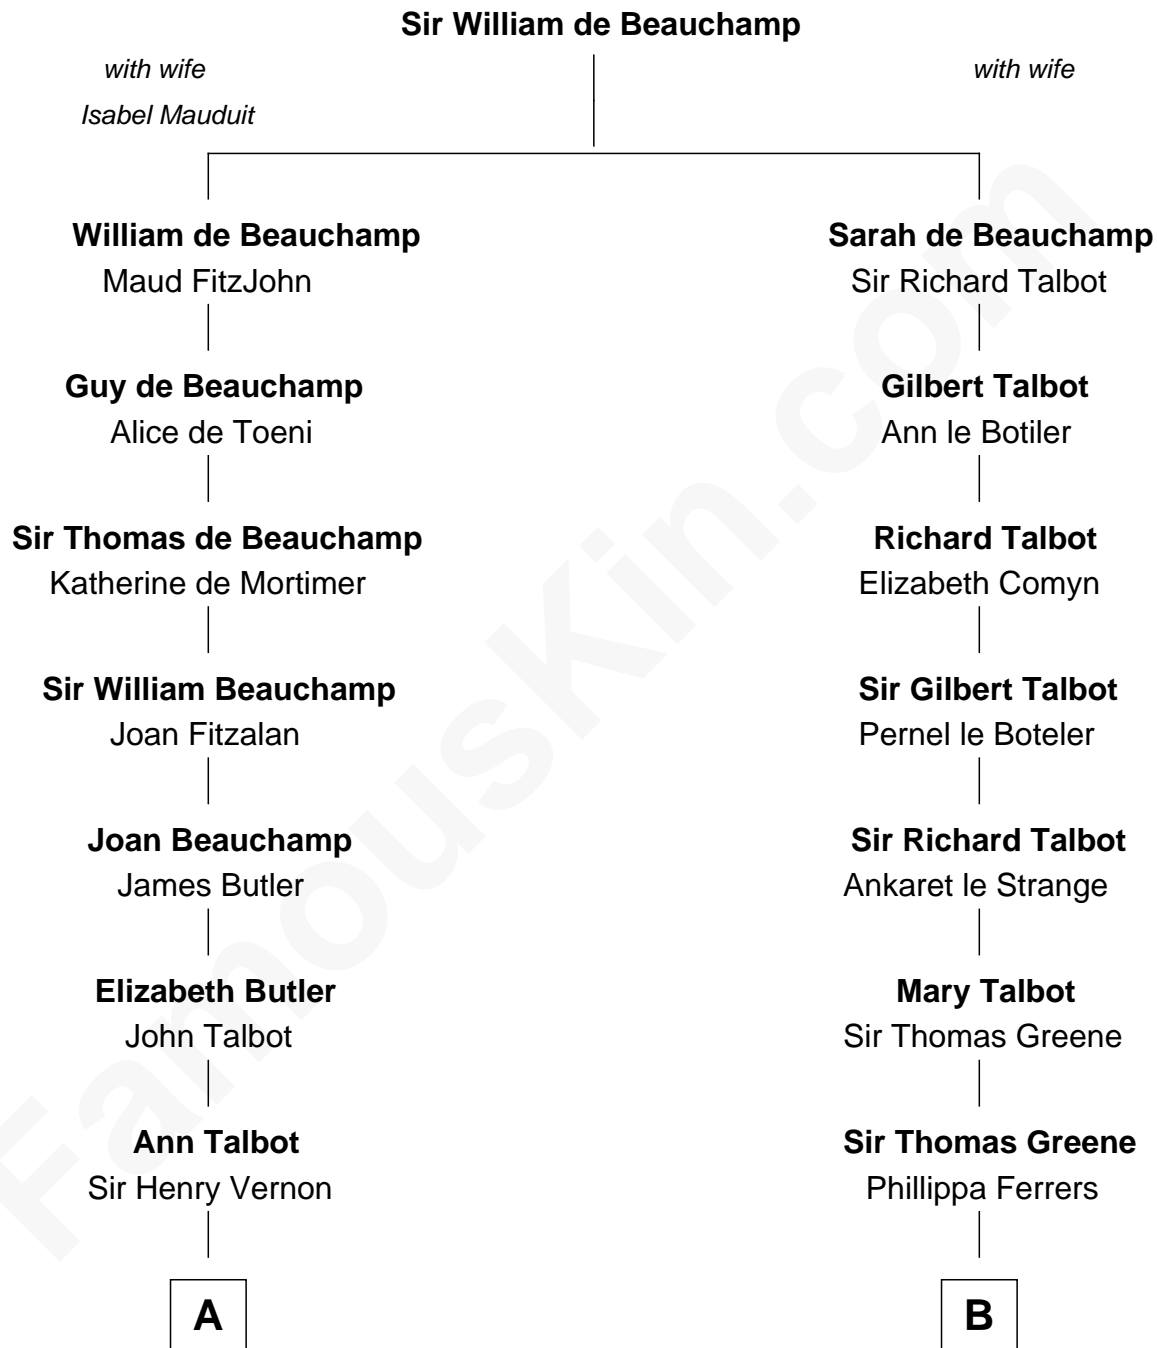 Sir William de Beauchamp
with wife
with wife
Isabel Mauduit
William de Beauchamp
Sarah de Beauchamp
Maud FitzJohn
Sir Richard Talbot
Guy de Beauchamp
Gilbert Talbot
Alice de Toeni
Ann le Botiler
Sir Thomas de Beauchamp
Richard Talbot
Katherine de Mortimer
Elizabeth Comyn
Sir William Beauchamp
Sir Gilbert Talbot
Joan Fitzalan
Pernel le Boteler
Joan Beauchamp
Sir Richard Talbot
James Butler
Ankaret le Strange
Elizabeth Butler
Mary Talbot
John Talbot
Sir Thomas Greene
Ann Talbot
Sir Thomas Greene
Sir Henry Vernon
Phillippa Ferrers
A
B
FamousKin.com